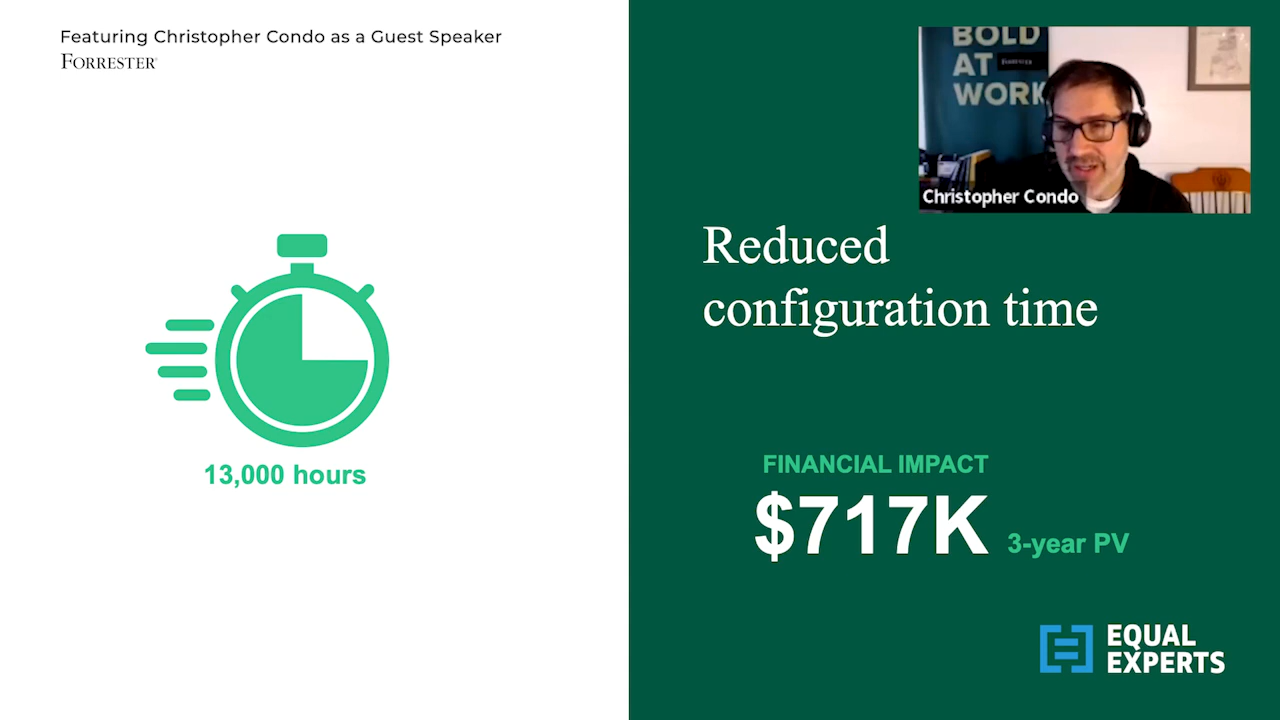 Featuring Christopher Condo as a Guest Speaker
FORRESTER
BOLD
AT
WORK
FORRESTER
Christopher Condo
Reduced
configuration time
13,000 hours
FINANCIAL IMPACT
$717K 3-year PV
EQUAL
EXPERTS